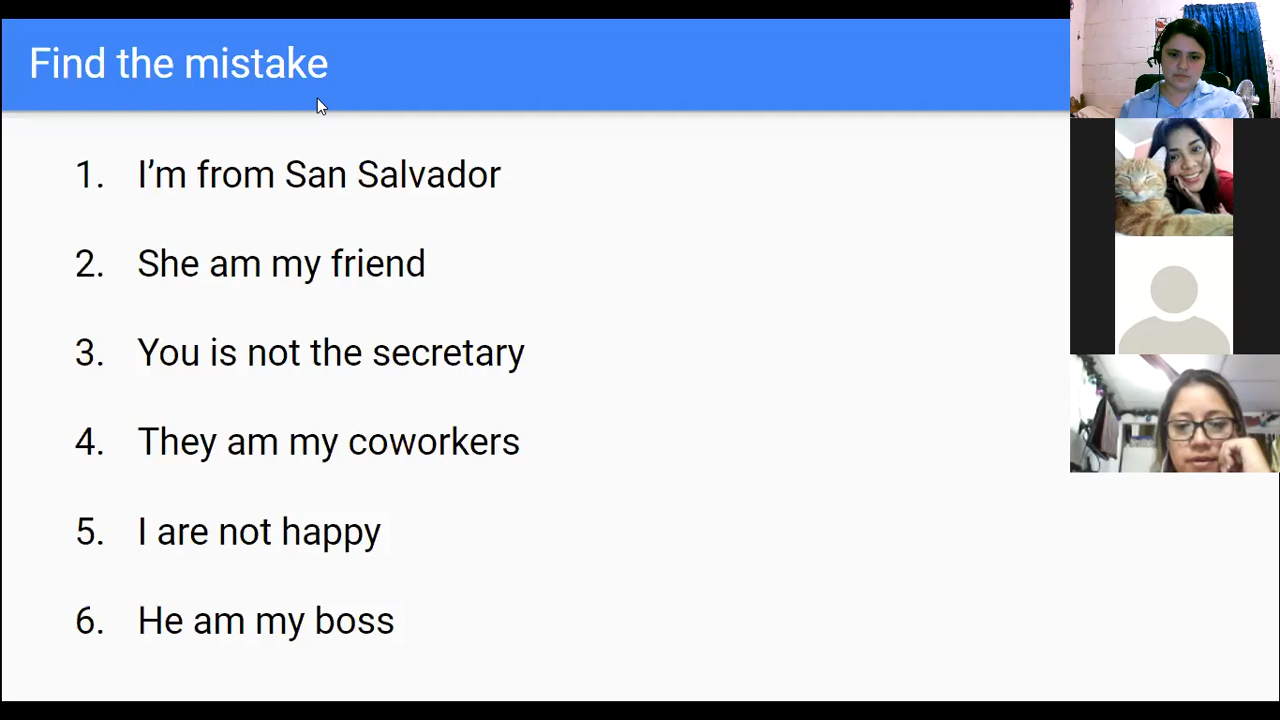 Find the mistake
1. I’m from San Salvador
2. She am my friend
3. You is not the secretary
4. They am my coworkers
5. I are not happy
6. He am my boss